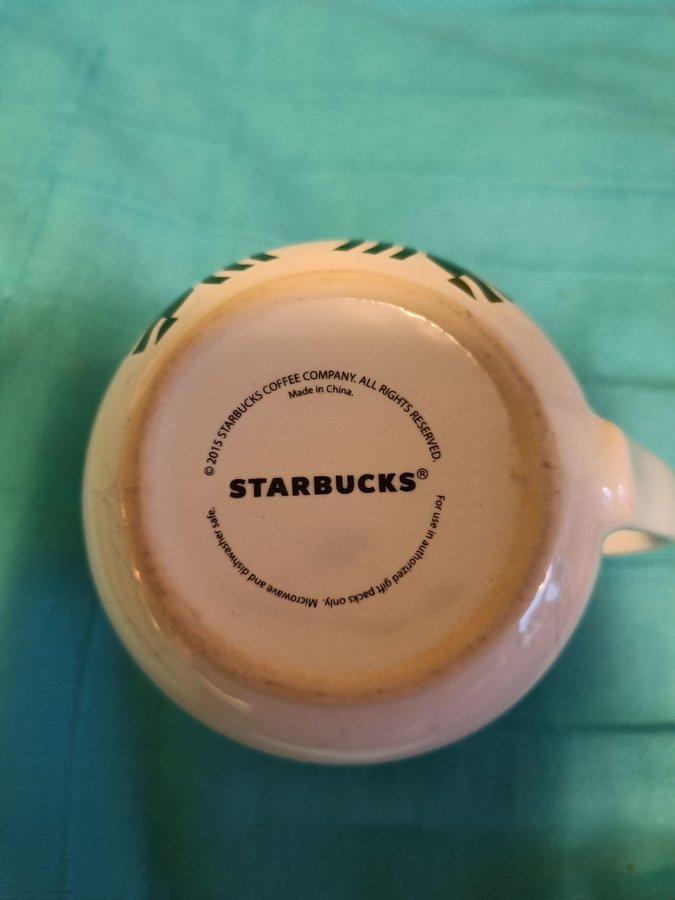 © 2015 STARBUCKS COFFEE COMPANY. ALL RIGHTS RESERVED.
Made in China.
STARBUCKS®
For use in authorized gift packs only. Microwave and dishwasher safe.